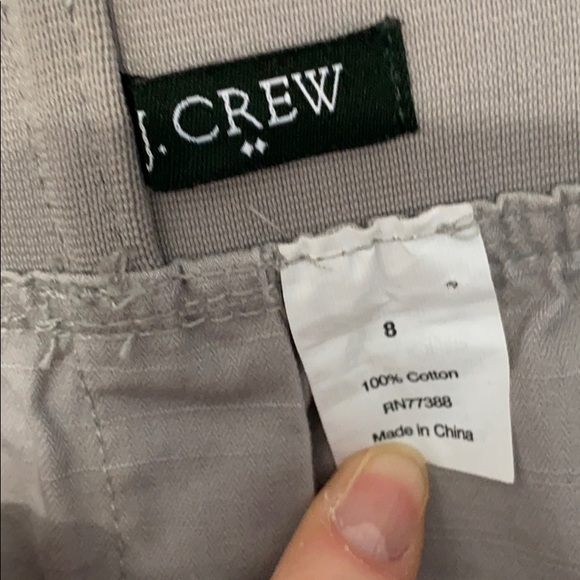 J. CREW
8
100% Cotton
RN77388
Made in China